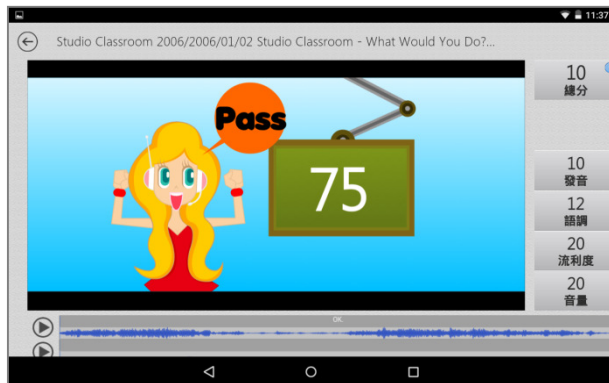 11:37
Studio Classroom 2006/2006/01/02 Studio Classroom - What Would You Do?...
Pass
75
10
總分
10
發音
12
語調
20
流利度
20
音量
OK